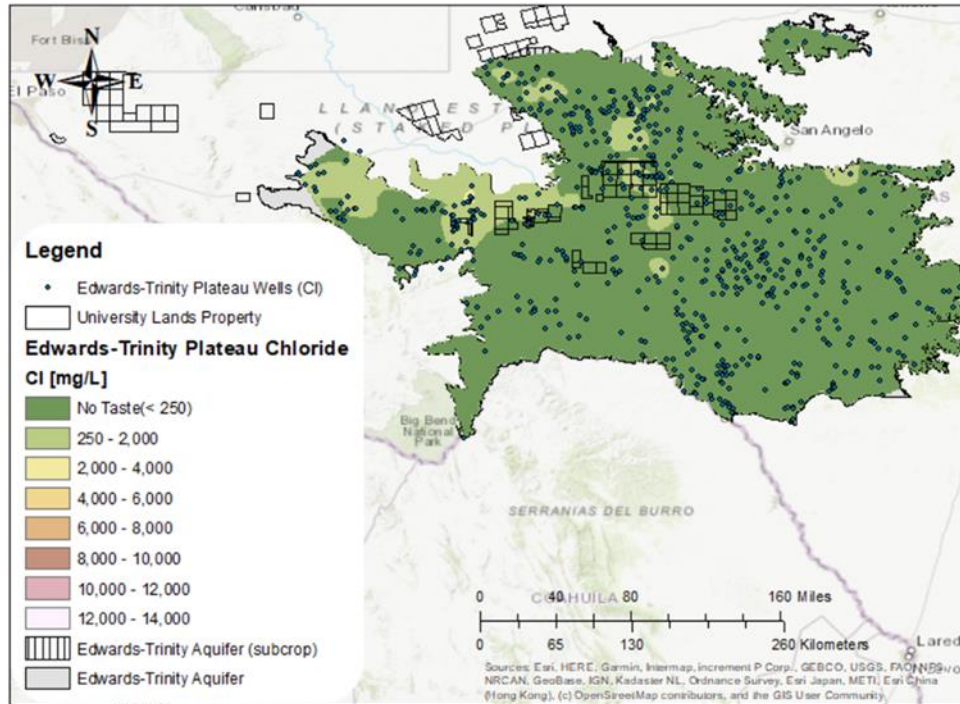 Carlsbad
Fort Bliss
N
W E
S
El Paso
San Angelo
Legend
Edwards-Trinity Plateau Wells (Cl)
University Lands Property
Edwards-Trinity Plateau Chloride
Cl [mg/L]
No Taste(< 250)
250 - 2,000
2,000 - 4,000
4,000 - 6,000
6,000 - 8,000
8,000 - 10,000
10,000 - 12,000
12,000 - 14,000
Edwards-Trinity Aquifer (subcrop)
Edwards-Trinity Aquifer
Big Bend
National
Park
SERRANIAS DEL BURRO
COAHUILA
0 40 80 160 Miles
0 65 130 260 Kilometers
Sources: Esri, HERE, Garmin, Intermap, increment P Corp., GEBCO, USGS, FAO, NPS,
NRCAN, GeoBase, IGN, Kadaster NL, Ordnance Survey, Esri Japan, METI, Esri China
(Hong Kong), (c) OpenStreetMap contributors, and the GIS User Community